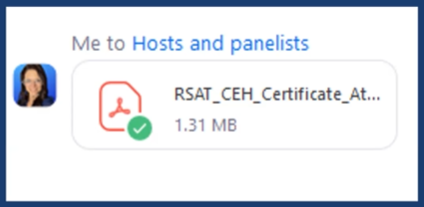 Me to Hosts and panelists
RSAT_CEH_Certificate_At...
1.31 MB